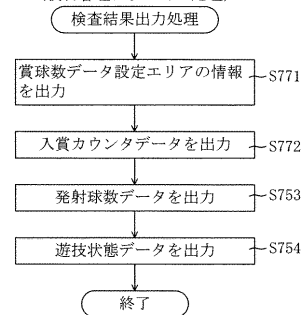 検査結果出力処理
賞球数データ設定エリアの情報
を出力
S771
入賞カウンタデータを出力
S772
発射球数データを出力
S753
遊技状態データを出力
S754
終了